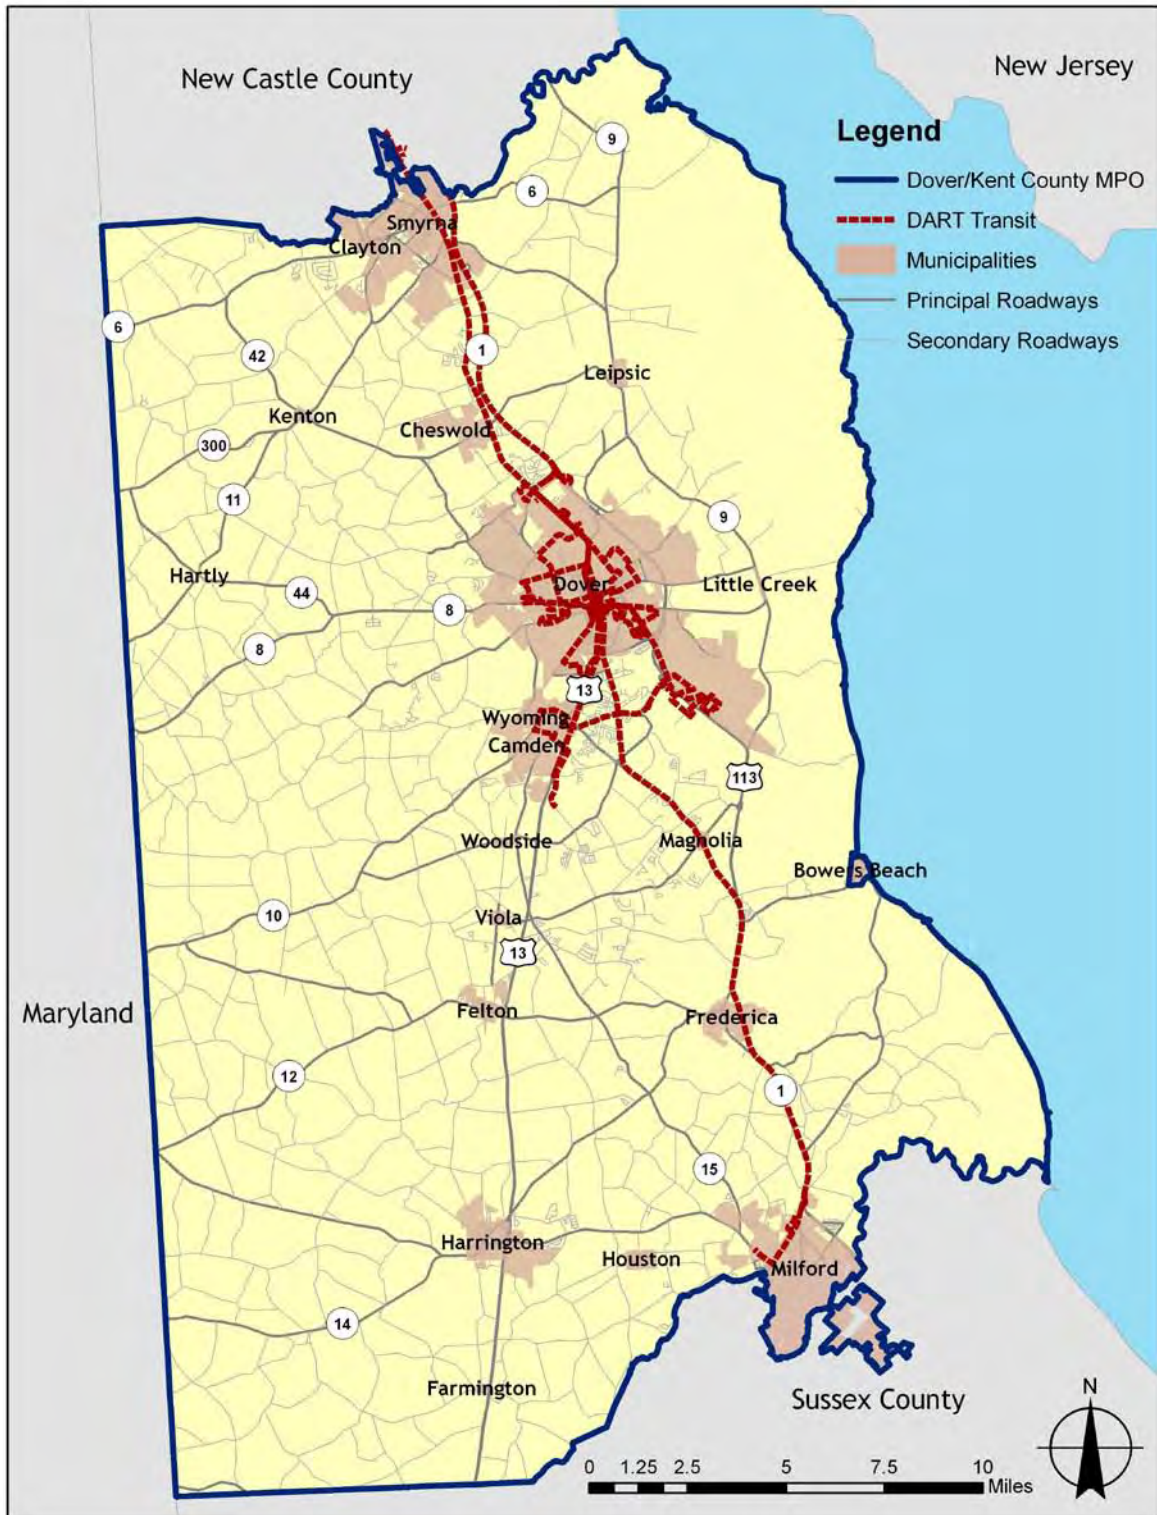 New Castle County
New Jersey
Legend
Dover/Kent County MPO
DART Transit
Municipalities
Principal Roadways
Secondary Roadways
9
6
Smyrna
Clayton
6
42
1
Leipsic
Kenton
Cheswold
300
11
9
Hartly
44
Dover
Little Creek
8
8
13
Wyoming
Camden
113
Woodside
Magnolia
Bowers Beach
10
Viola
13
Maryland
Felton
Frederica
12
1
15
Harrington
Houston
Milford
14
Farmington
Sussex County
N
0 1.25 2.5 5 7.5 10
Miles